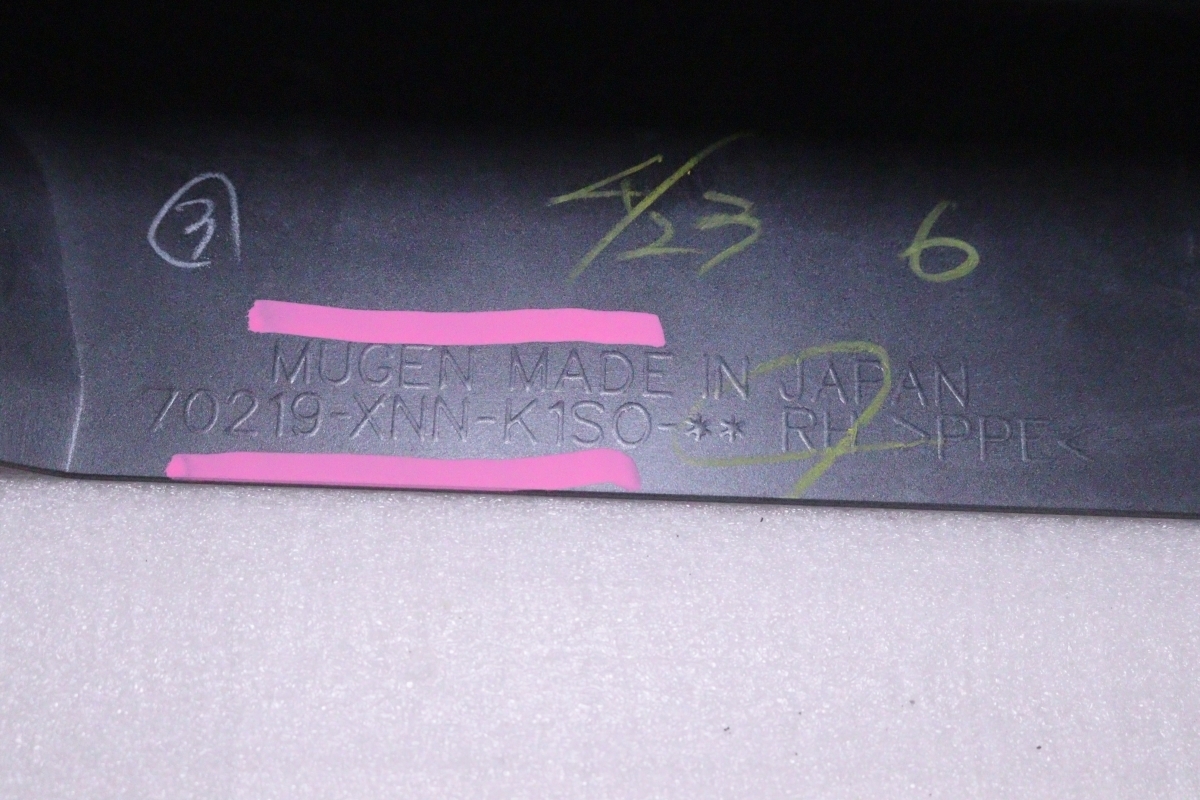 3
4/23 6
MUGEN MADE IN JAPAN
70219-XNN-K1S0-** RH >PPE<